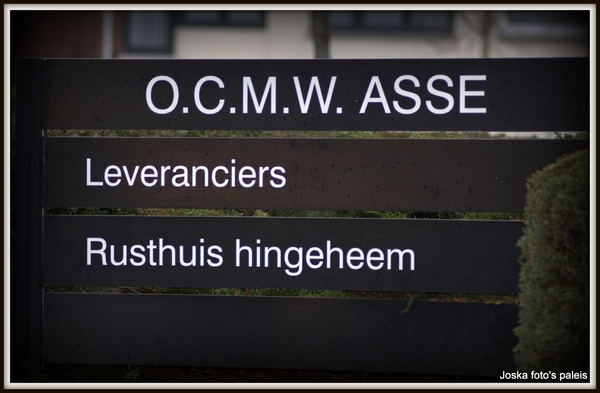 O.C.M.W. ASSE
Leveranciers
Rusthuis hingeheem
Joska foto's paleis